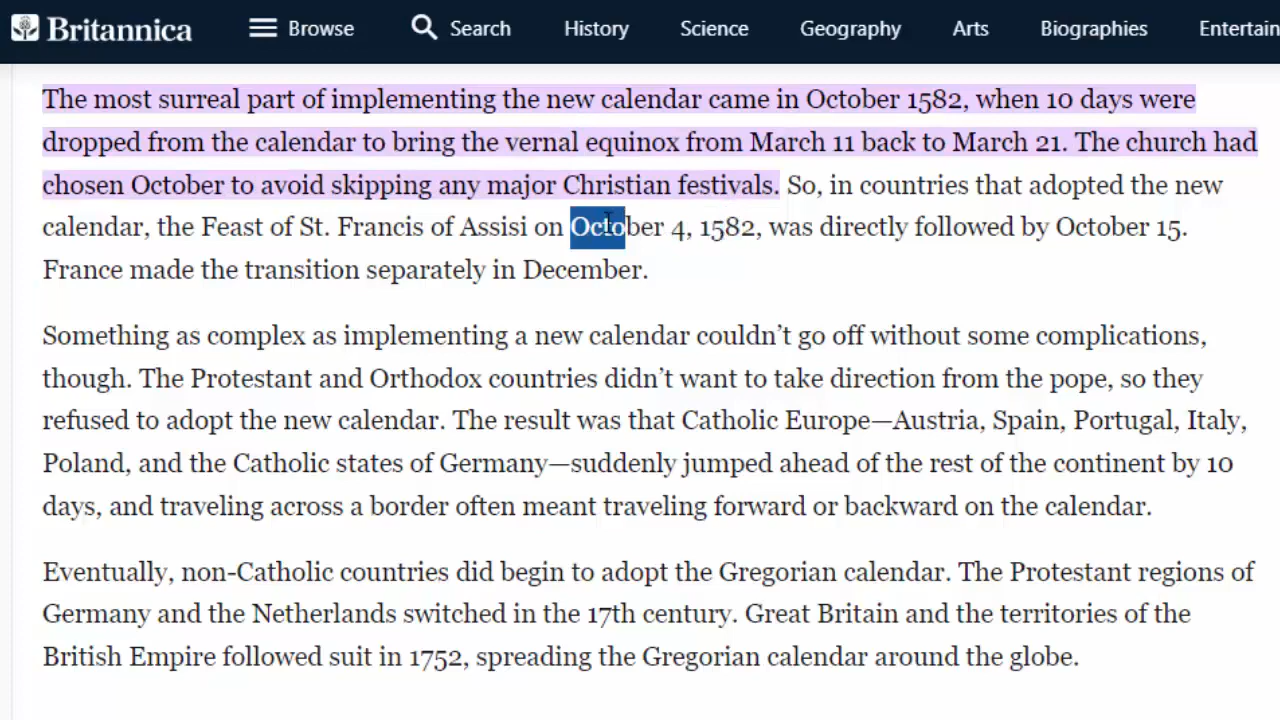 Britannica Browse Search History Science Geography Arts Biographies Entertain
The most surreal part of implementing the new calendar came in October 1582, when 10 days were
dropped from the calendar to bring the vernal equinox from March 11 back to March 21. The church had
chosen October to avoid skipping any major Christian festivals. So, in countries that adopted the new
calendar, the Feast of St. Francis of Assisi on October 4, 1582, was directly followed by October 15.
France made the transition separately in December.
Something as complex as implementing a new calendar couldn’t go off without some complications,
though. The Protestant and Orthodox countries didn’t want to take direction from the pope, so they
refused to adopt the new calendar. The result was that Catholic Europe—Austria, Spain, Portugal, Italy,
Poland, and the Catholic states of Germany—suddenly jumped ahead of the rest of the continent by 10
days, and traveling across a border often meant traveling forward or backward on the calendar.
Eventually, non-Catholic countries did begin to adopt the Gregorian calendar. The Protestant regions of
Germany and the Netherlands switched in the 17th century. Great Britain and the territories of the
British Empire followed suit in 1752, spreading the Gregorian calendar around the globe.